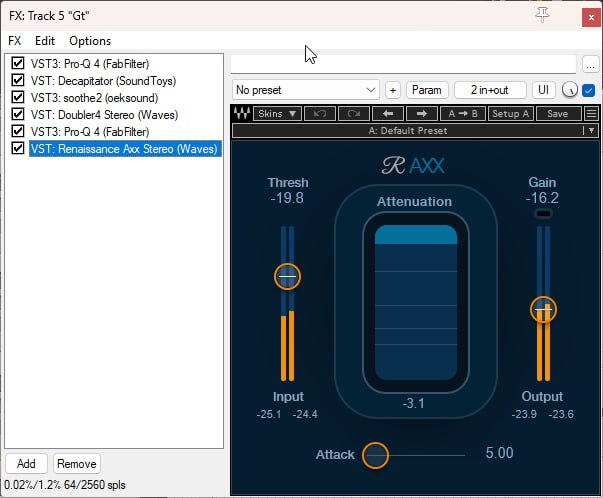 FX: Track 5 "Gt"
FX Edit Options
VST3: Pro-Q 4 (FabFilter)
VST: Decapitator (SoundToys)
VST3: soothe2 (oeksound)
VST: Doubler4 Stereo (Waves)
VST3: Pro-Q 4 (FabFilter)
VST: Renaissance Axx Stereo (Waves)
Add Remove
0.02%/1.2% 64/2560 spls
...
No preset + Param 2 in+out UI
Skins A → B Setup A Save
A: Default Preset
R AXX
Thresh
-19.8
Attenuation
Gain
-16.2
Input
-25.1 -24.4
-3.1
Output
-23.9 -23.6
Attack 5.00